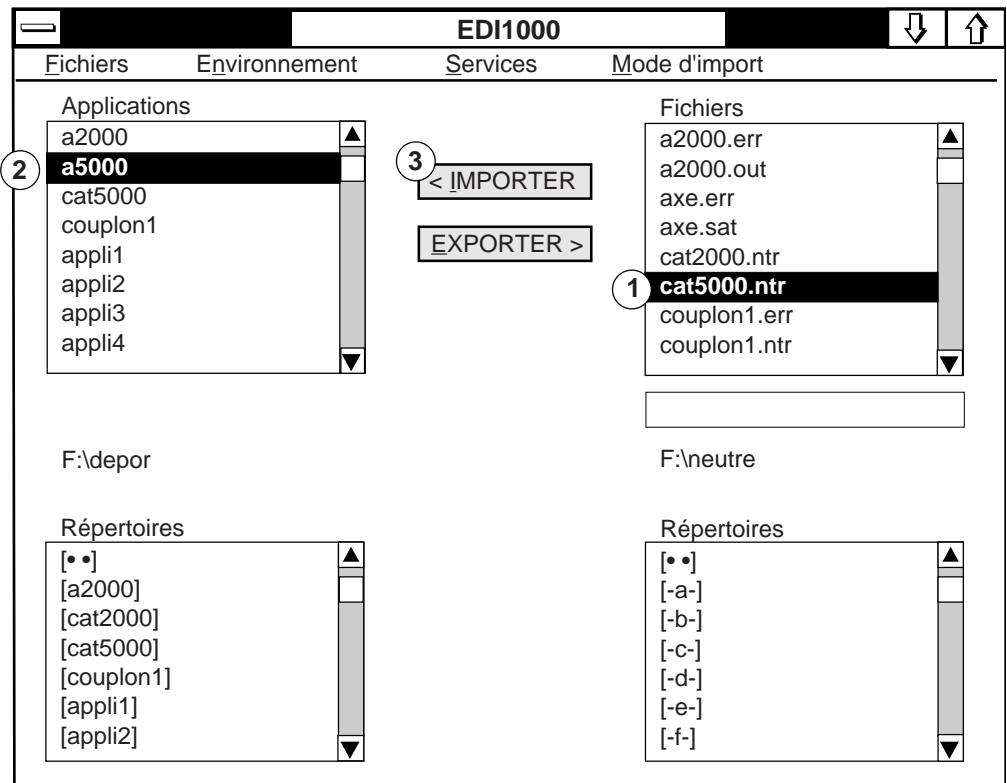 EDI1000
Fichiers Environnement Services Mode d'import
Applications
a2000
2
a5000
cat5000
couplon1
appli1
appli2
appli3
appli4
3
< IMPORTER
EXPORTER >
Fichiers
a2000.err
a2000.out
axe.err
axe.sat
cat2000.ntr
1
cat5000.ntr
couplon1.err
couplon1.ntr
F:\depor
F:\neutre
Répertoires
[• •]
[a2000]
[cat2000]
[cat5000]
[couplon1]
[appli1]
[appli2]
Répertoires
[• •]
[-a-]
[-b-]
[-c-]
[-d-]
[-e-]
[-f-]